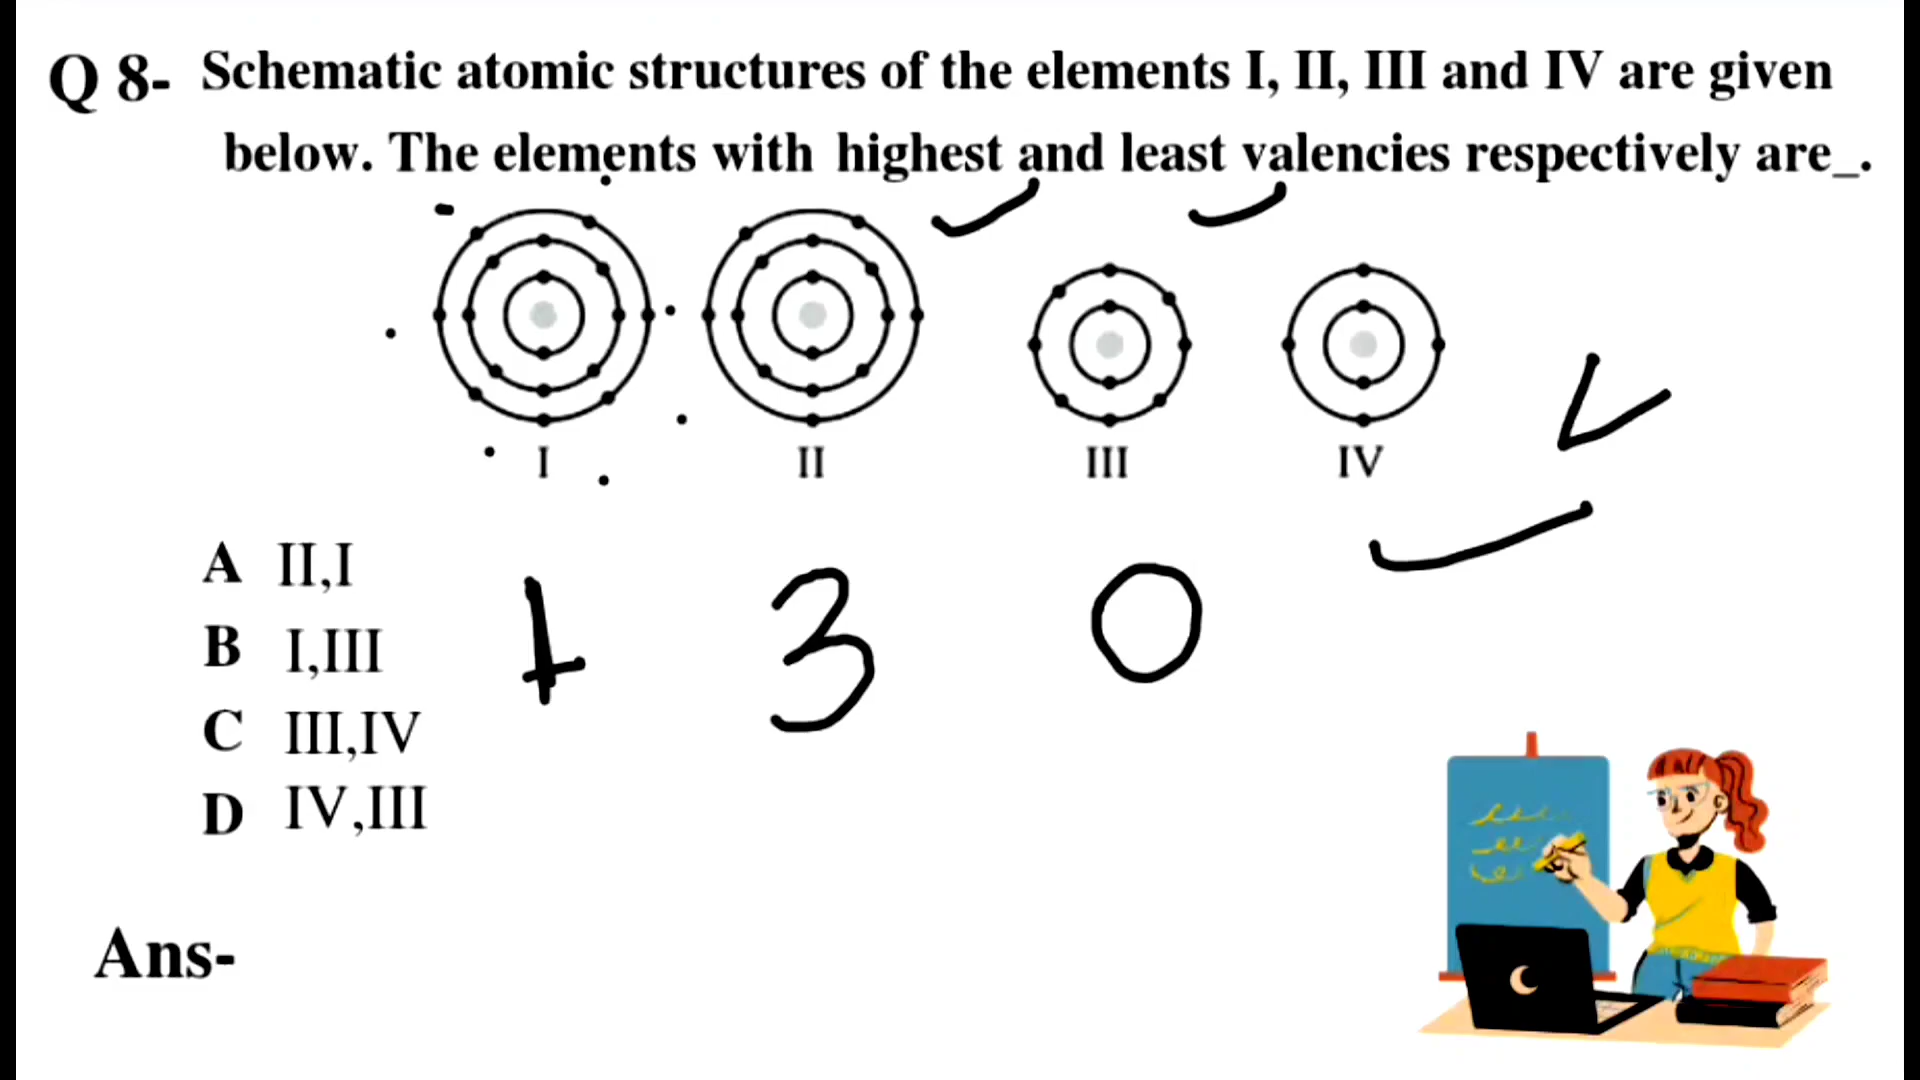 Q 8- Schematic atomic structures of the elements I, II, III and IV are given
below. The elements with highest and least valencies respectively are_.
I II III IV
A II,I
B I,III
C III,IV
D IV,III
1 3 0
Ans-